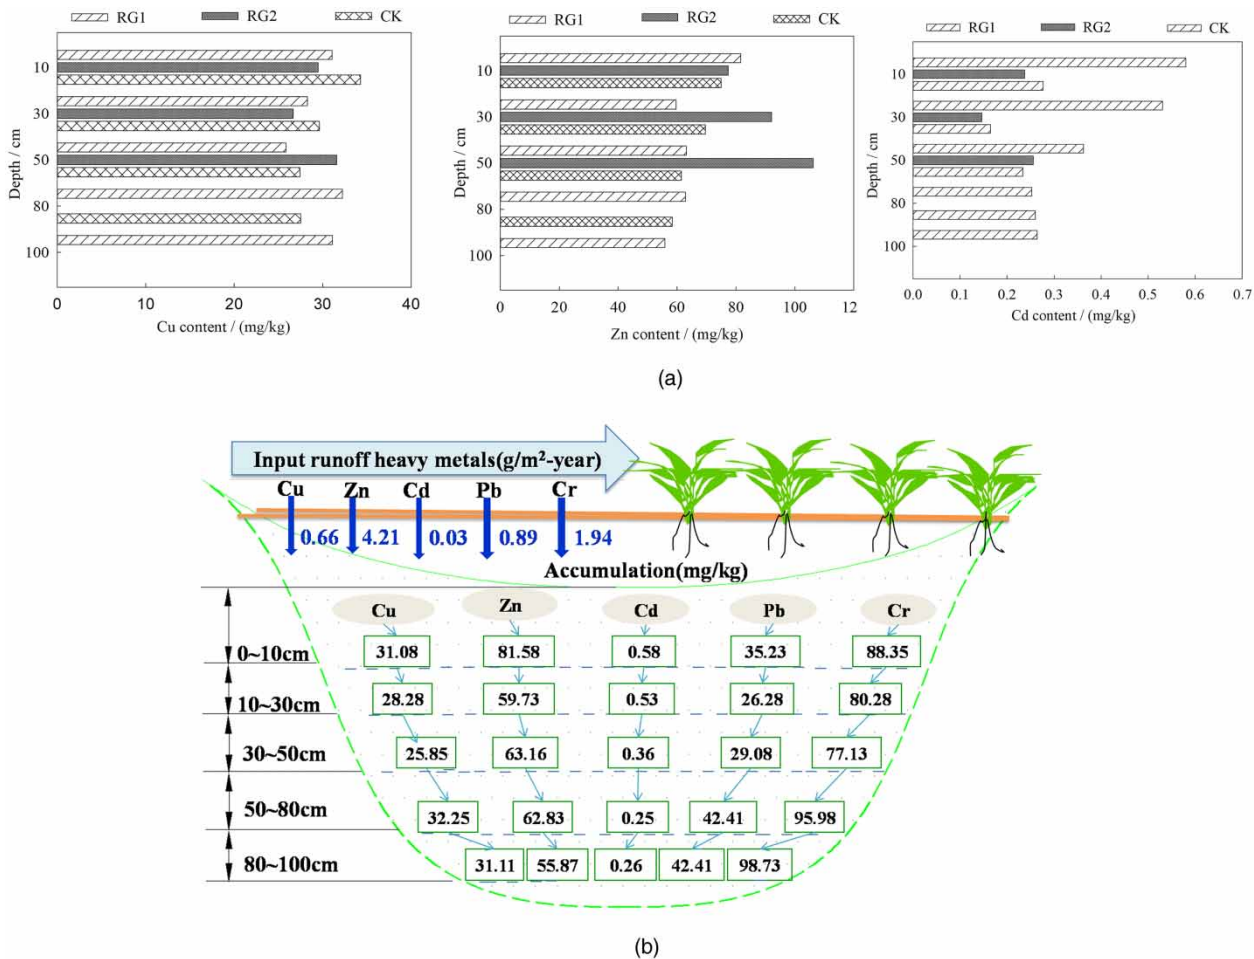 RG1 RG2 CK
10
30
50
80
100
Depth / cm
0 10 20 30 40
Cu content / (mg/kg)
RG1 RG2 CK
10
30
50
80
100
Depth / cm
0 20 40 60 80 100 12
Zn content / (mg/kg)
RG1 RG2 CK
10
30
50
80
100
Depth / cm
0.0 0.1 0.2 0.3 0.4 0.5 0.6 0.7
Cd content / (mg/kg)
(a)
Input runoff heavy metals(g/m²-year)
Cu Zn Cd Pb Cr
0.66 4.21 0.03 0.89 1.94
Accumulation(mg/kg)
Cu Zn Cd Pb Cr
0~10cm 31.08 81.58 0.58 35.23 88.35
10~30cm 28.28 59.73 0.53 26.28 80.28
30~50cm 25.85 63.16 0.36 29.08 77.13
50~80cm 32.25 62.83 0.25 42.41 95.98
80~100cm 31.11 55.87 0.26 42.41 98.73
(b)